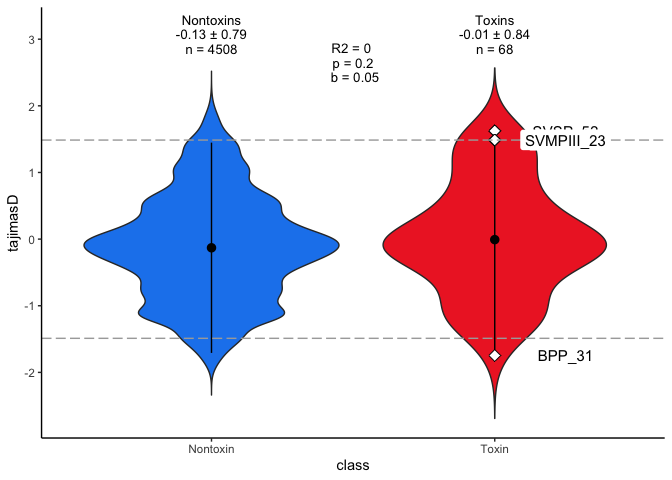 Nontoxins
-0.13 ± 0.79
n = 4508
Toxins
-0.01 ± 0.84
n = 68
R2 = 0
p = 0.2
b = 0.05
3
2
1
0
-1
-2
tajimasD
SVMPIII_23
BPP_31
Nontoxin
Toxin
class